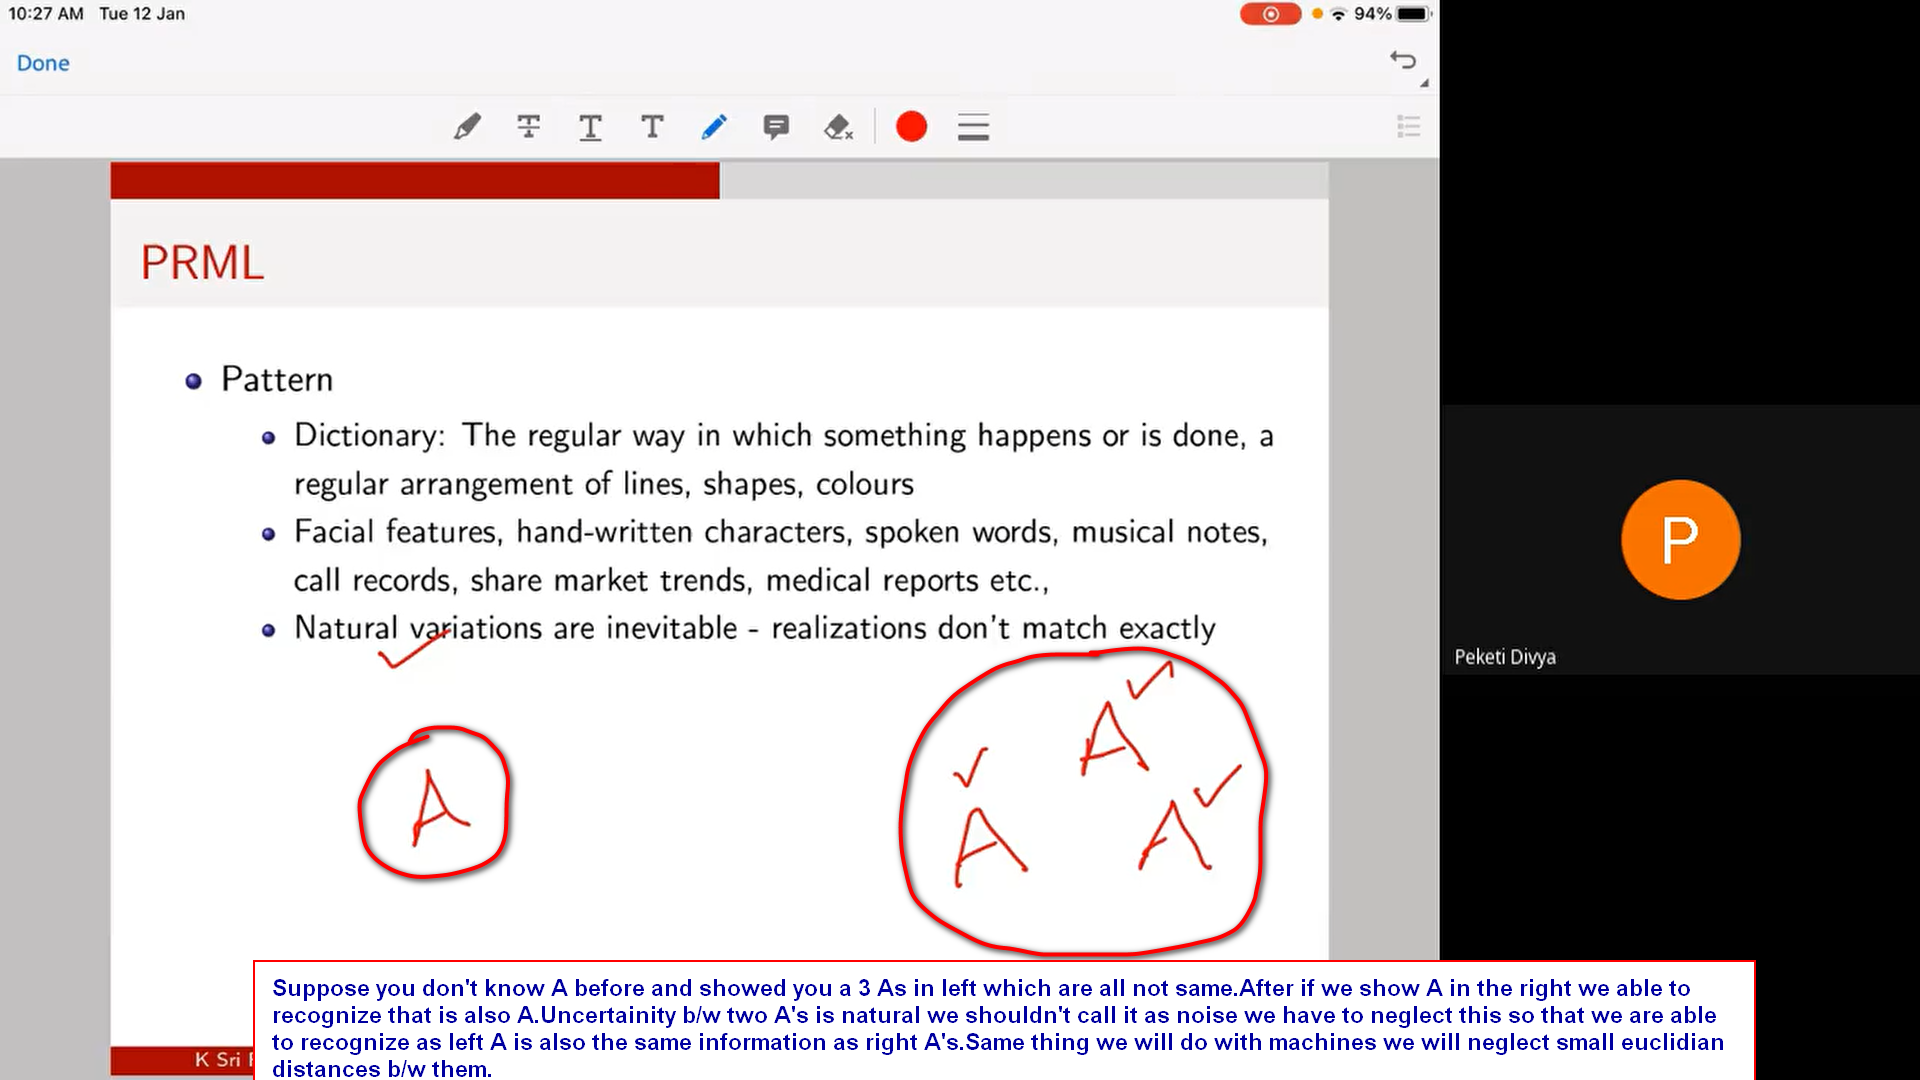 10:27 AM Tue 12 Jan
94%
Done
T T T
PRML
Pattern
Dictionary: The regular way in which something happens or is done, a
regular arrangement of lines, shapes, colours
Facial features, hand-written characters, spoken words, musical notes,
call records, share market trends, medical reports etc.,
Natural variations are inevitable - realizations don't match exactly
A
A
A
A
P
Peketi Divya
Suppose you don't know A before and showed you a 3 As in left which are all not same.After if we show A in the right we able to
recognize that is also A.Uncertainity b/w two A's is natural we shouldn't call it as noise we have to neglect this so that we are able
to recognize as left A is also the same information as right A's.Same thing we will do with machines we will neglect small euclidian
distances b/w them.
K Sri